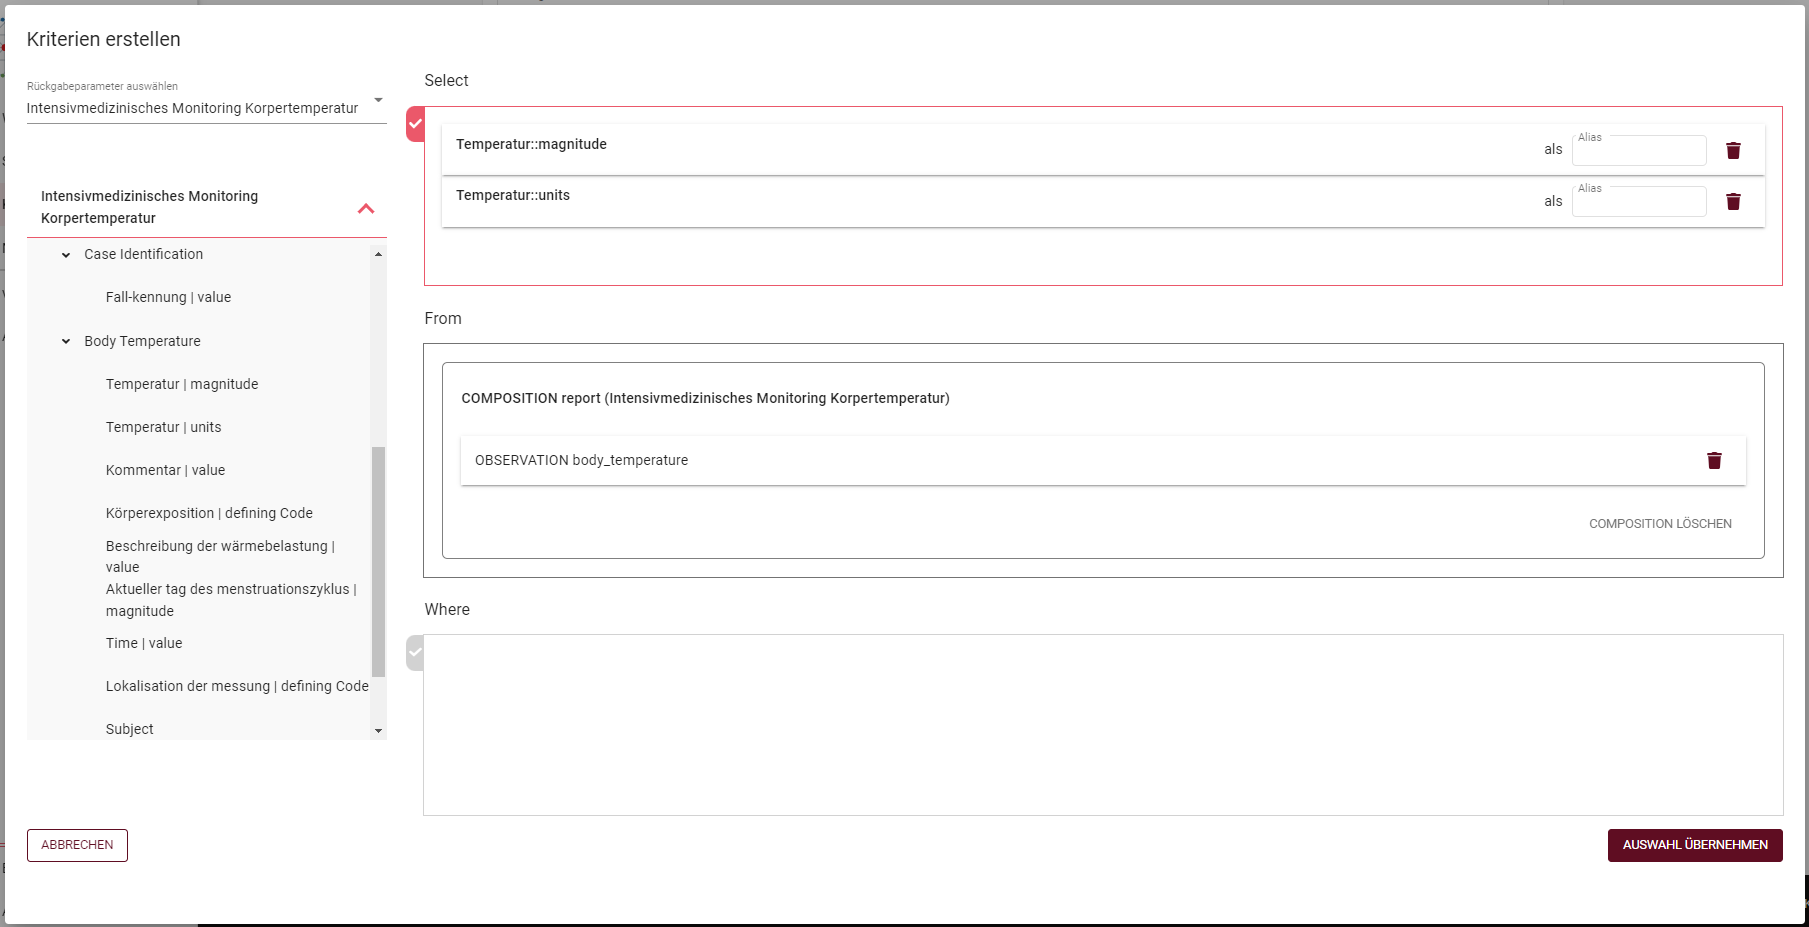 Kriterien erstellen
Rückgabeparameter auswählen
Intensivmedizinisches Monitoring Korpertemperatur
Intensivmedizinisches Monitoring
Korpertemperatur
Case Identification
Fall-kennung | value
Body Temperature
Temperatur | magnitude
Temperatur | units
Kommentar | value
Körperexposition | defining Code
Beschreibung der wärmebelastung |
value
Aktueller tag des menstruationszyklus |
magnitude
Time | value
Lokalisation der messung | defining Code
Subject
Select
Temperatur::magnitude
als
Alias
Temperatur::units
als
Alias
From
COMPOSITION report (Intensivmedizinisches Monitoring Korpertemperatur)
OBSERVATION body_temperature
COMPOSITION LÖSCHEN
Where
ABBRECHEN
AUSWAHL ÜBERNEHMEN